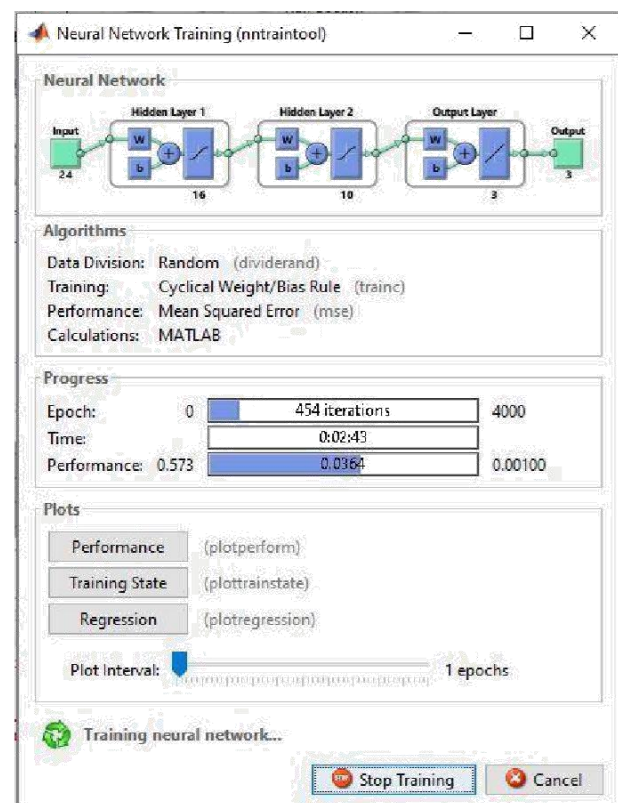 Neural Network Training (nntraintool)
Neural Network
Hidden Layer 1 Hidden Layer 2 Output Layer
Input Output
W W W
b b b
24 16 10 3 3
Algorithms
Data Division: Random (dividerand)
Training: Cyclical Weight/Bias Rule (trainc)
Performance: Mean Squared Error (mse)
Calculations: MATLAB
Progress
Epoch: 0 454 iterations 4000
Time: 0:02:43
Performance: 0.573 0.0364 0.00100
Plots
Performance (plotperform)
Training State (plottrainstate)
Regression (plotregression)
Plot Interval: 1 epochs
Training neural network...
Stop Training Cancel